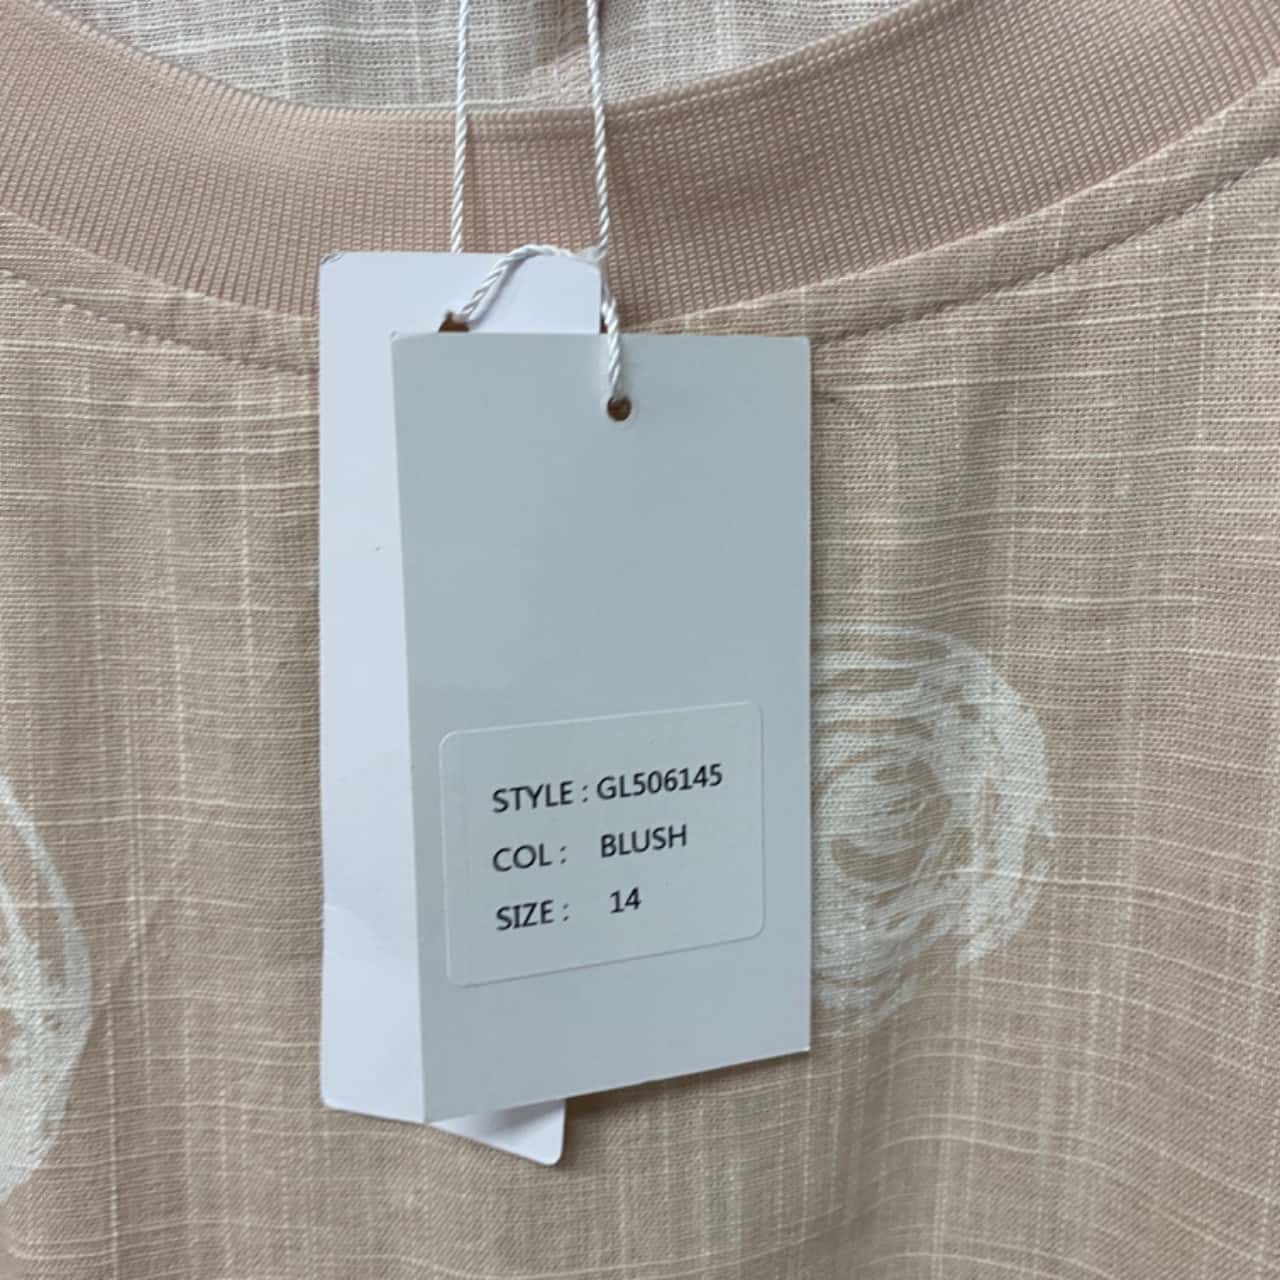 STYLE : GL506145
COL : BLUSH
SIZE : 14